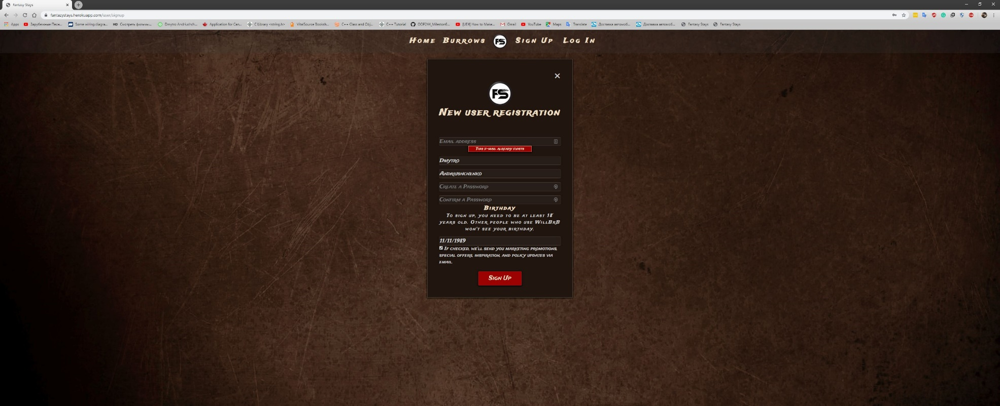 Fantasy Stays
fantazystays.herokuapp.com/user/signup
Apps Зарубежные Песн... Some wiring diagra... HD Смотреть фильмы... Dmytro Andriushch... Application for Can... C Library <string.h> VitalSource Booksh... C++ Class and Obj... C++ Tutorial OOP244_Mileston6... [UE4] How to Make... Gmail YouTube Maps Translate Доставка автомоб... Доставка автомоб... Fantasy Stays Fantasy Stays
Home Burrows FS Sign Up Log In
FS
New user registration
Email address
This e-mail already exists
Dmytro
Andriushchenko
Create a Password
Confirm a Password
Birthday
To sign up, you need to be at least 18
years old. Other people who use WillBrB
won't see your birthday.
11/11/1989
If checked, we'll send you marketing promotions,
special offers, inspiration, and policy updates via
email.
Sign Up